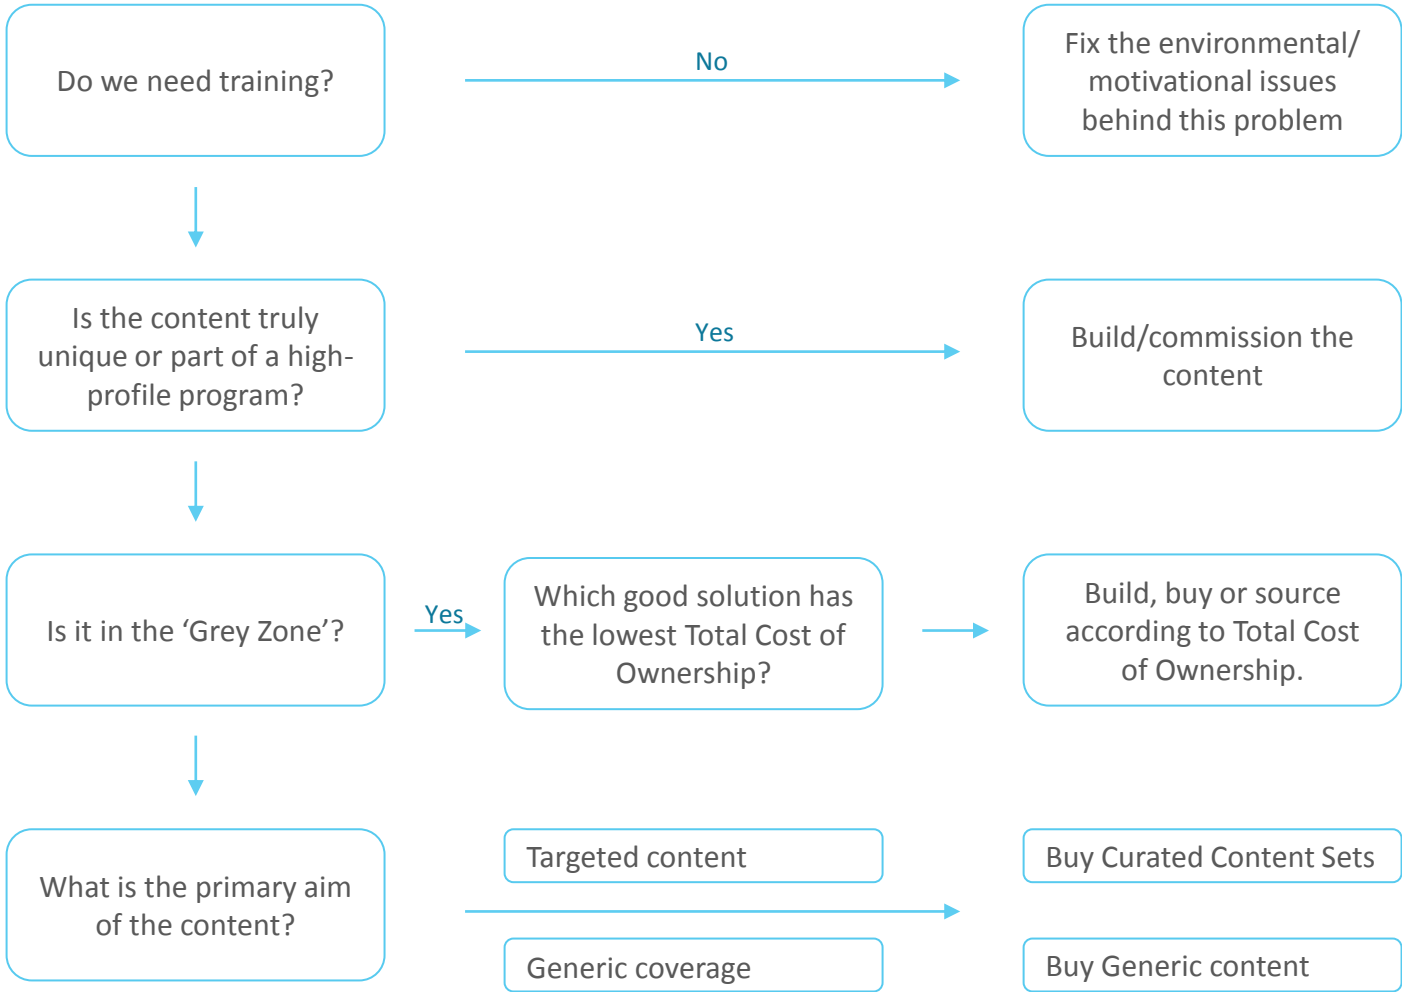 Do we need training?
No
Fix the environmental/
motivational issues
behind this problem
Is the content truly
unique or part of a high-
profile program?
Yes
Build/commission the
content
Is it in the ‘Grey Zone’?
Yes
Which good solution has
the lowest Total Cost of
Ownership?
Build, buy or source
according to Total Cost
of Ownership.
What is the primary aim
of the content?
Targeted content
Buy Curated Content Sets
Generic coverage
Buy Generic content